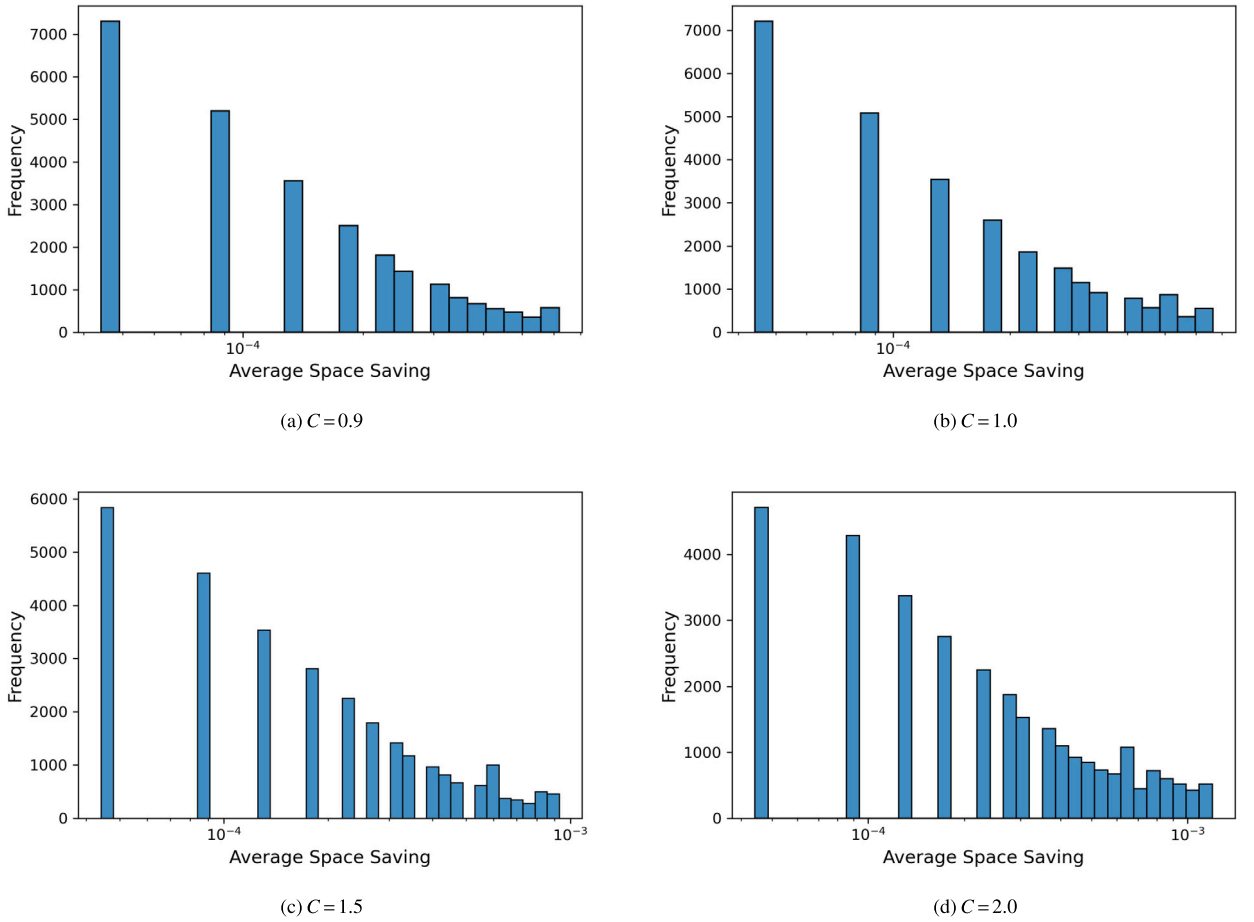 7000
6000
5000
4000
3000
2000
1000
0
Frequency
10⁻⁴
Average Space Saving
(a) C = 0.9
7000
6000
5000
4000
3000
2000
1000
0
Frequency
10⁻⁴
Average Space Saving
(b) C = 1.0
6000
5000
4000
3000
2000
1000
0
Frequency
10⁻⁴ 10⁻³
Average Space Saving
(c) C = 1.5
4000
3000
2000
1000
0
Frequency
10⁻⁴ 10⁻³
Average Space Saving
(d) C = 2.0